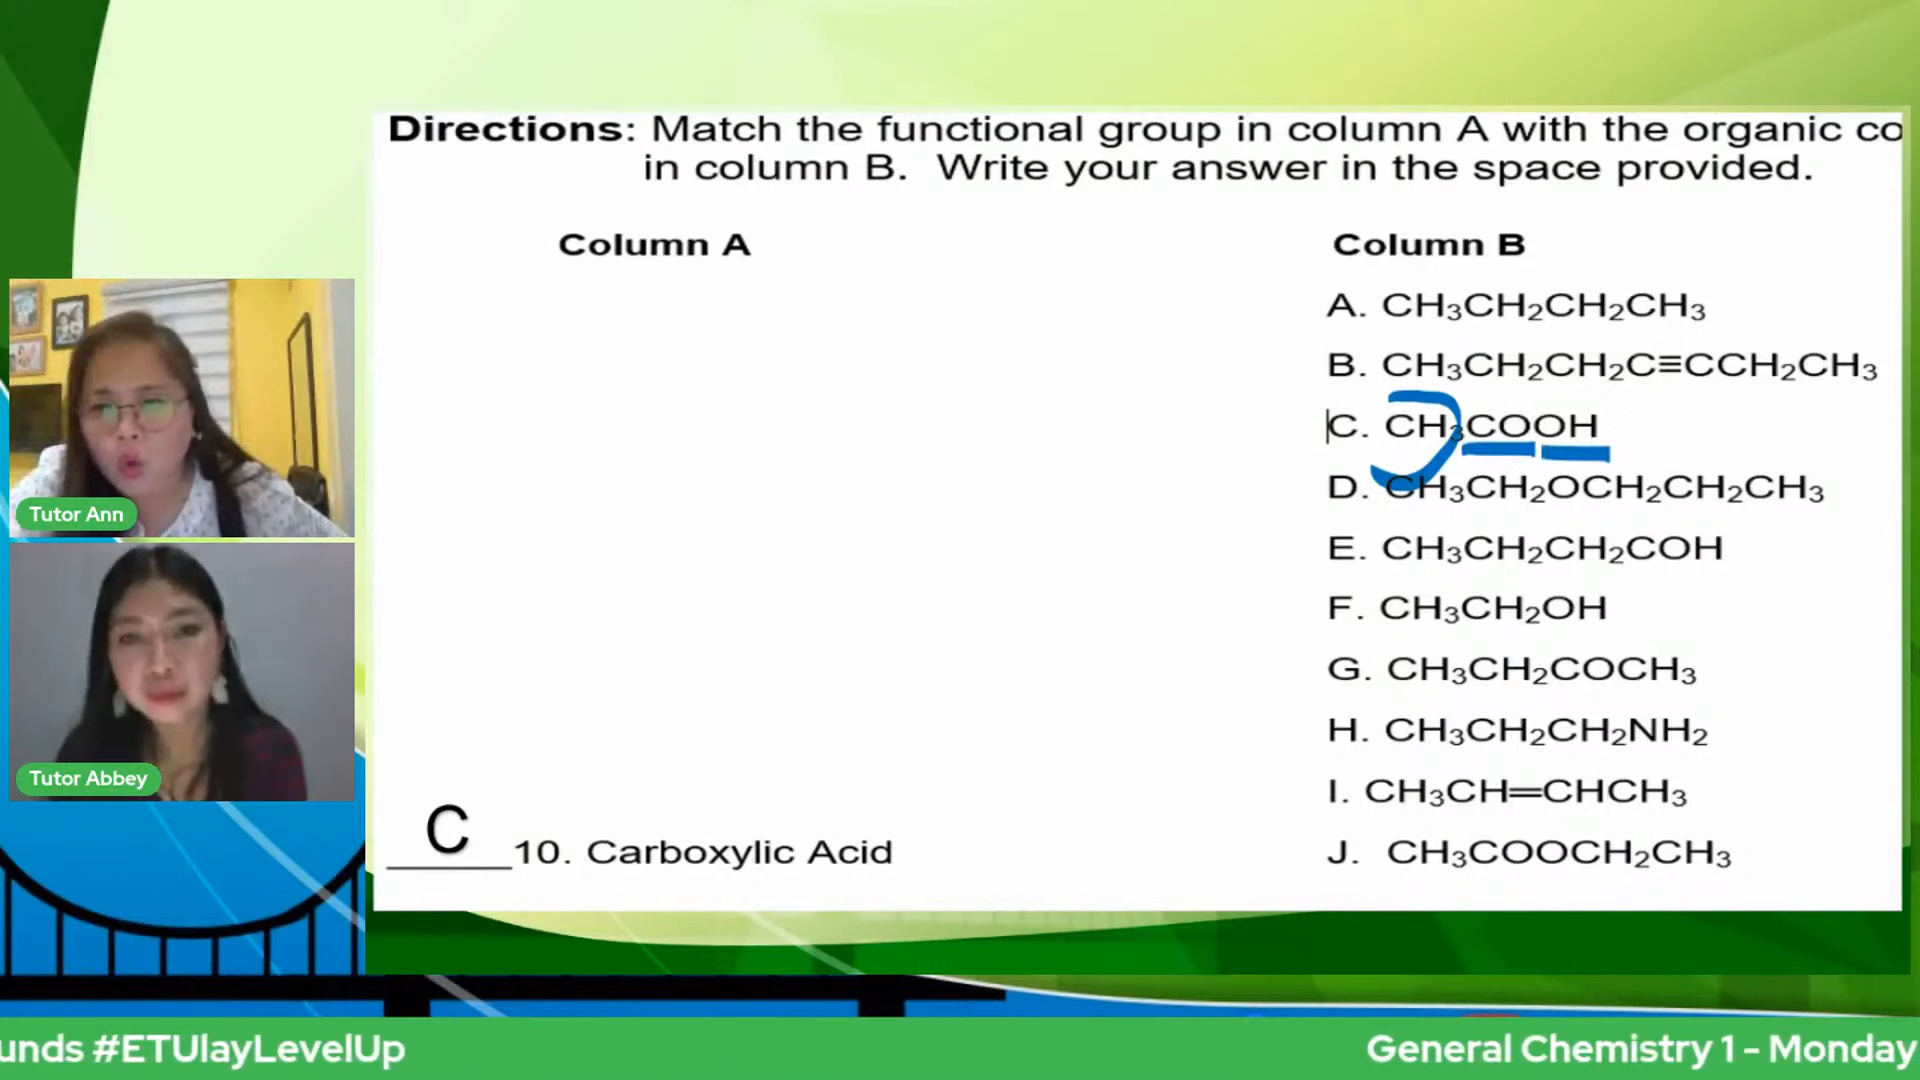 Directions: Match the functional group in column A with the organic co
in column B. Write your answer in the space provided.
Column A
Column B
A. CH₃CH₂CH₂CH₃
B. CH₃CH₂CH₂C≡CCH₂CH₃
C. CH₃COOH
D. CH₃CH₂OCH₂CH₂CH₃
E. CH₃CH₂CH₂COH
F. CH₃CH₂OH
G. CH₃CH₂COCH₃
H. CH₃CH₂CH₂NH₂
I. CH₃CH=CHCH₃
C 10. Carboxylic Acid
J. CH₃COOCH₂CH₃
Tutor Ann
Tutor Abbey
unds #ETUlayLevelUp
General Chemistry 1 - Monday